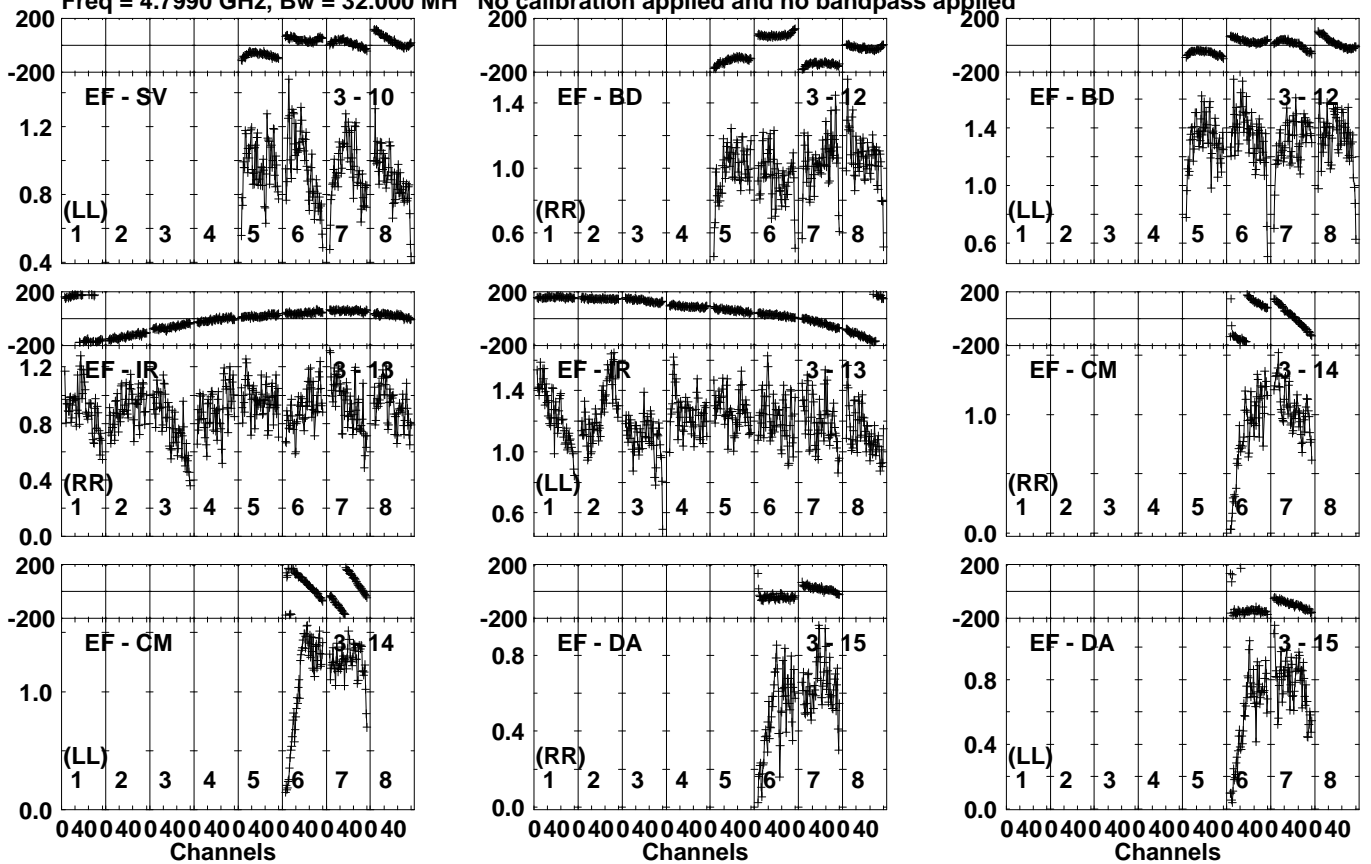 Freq = 4.7990 GHz, Bw = 32.000 MH No calibration applied and no bandpass applied
200 200 200
-200 -200 -200
EF - SV 3 - 10 EF - BD 3 - 12 EF - BD 3 - 12
1.2 1.4 1.4
0.8 1.0 1.0
0.4 0.6 0.6
(LL) (RR) (LL)
1 2 3 4 5 6 7 8 1 2 3 4 5 6 7 8 1 2 3 4 5 6 7 8
200 200 200
-200 -200 -200
EF - IR 3 - 13 EF - IR 3 - 13 EF - CM 3 - 14
1.2 1.4 1.0
0.8 1.0
0.4 0.6
0.0 0.0
(RR) (LL) (RR)
1 2 3 4 5 6 7 8 1 2 3 4 5 6 7 8 1 2 3 4 5 6 7 8
200 200 200
-200 -200 -200
EF - CM 3 - 14 EF - DA 3 - 15 EF - DA 3 - 15
1.0 0.8 0.8
0.4 0.4
0.0 0.0 0.0
(LL) (RR) (LL)
1 2 3 4 5 6 7 8 1 2 3 4 5 6 7 8 1 2 3 4 5 6 7 8
0 40 0 40 0 40 0 40 0 40 0 40 0 40 0 40 0 40 0 40 0 40 0 40 0 40 0 40 0 40 0 40 0 40 0 40 0 40 0 40 0 40 0 40 0 40 0 40
Channels Channels Channels